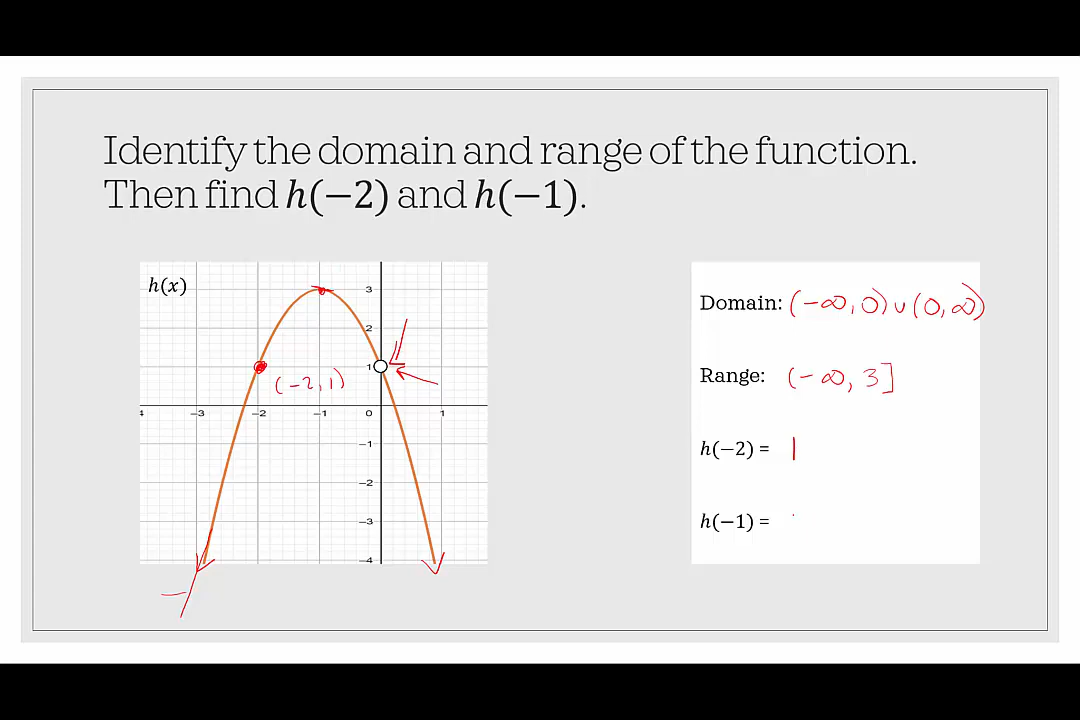 Identify the domain and range of the function.
Then find h(−2) and h(−1).
h(x)
3
2
1
(-2,1)
4 −3 −2 −1 0 1
−1
−2
−3
−4
Domain: (-∞,0)∪(0,∞)
Range: (-∞,3]
h(−2) = 1
h(−1) =